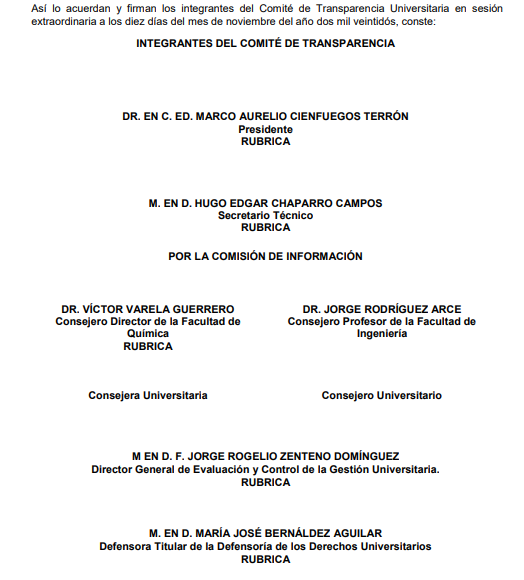 Así lo acuerdan y firman los integrantes del Comité de Transparencia Universitaria en sesión
extraordinaria a los diez días del mes de noviembre del año dos mil veintidós, conste:
INTEGRANTES DEL COMITÉ DE TRANSPARENCIA
DR. EN C. ED. MARCO AURELIO CIENFUEGOS TERRÓN
Presidente
RUBRICA
M. EN D. HUGO EDGAR CHAPARRO CAMPOS
Secretario Técnico
RUBRICA
POR LA COMISIÓN DE INFORMACIÓN
DR. VÍCTOR VARELA GUERRERO
Consejero Director de la Facultad de
Química
RUBRICA
DR. JORGE RODRÍGUEZ ARCE
Consejero Profesor de la Facultad de
Ingeniería
Consejera Universitaria
Consejero Universitario
M EN D. F. JORGE ROGELIO ZENTENO DOMÍNGUEZ
Director General de Evaluación y Control de la Gestión Universitaria.
RUBRICA
M. EN D. MARÍA JOSÉ BERNÁLDEZ AGUILAR
Defensora Titular de la Defensoría de los Derechos Universitarios
RUBRICA